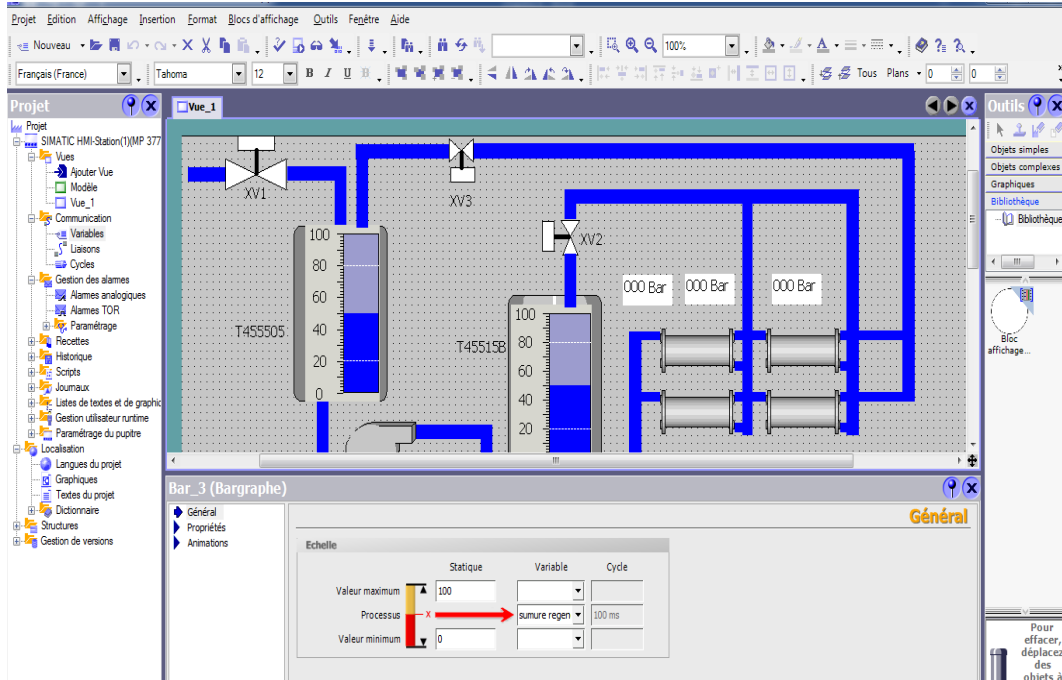 Projet Edition Affichage Insertion Format Blocs d'affichage Outils Fenêtre Aide
Nouveau 100%
Français (France) Tahoma 12 B I U B Tous Plans 0 0
Projet
Projet
SIMATIC HMI-Station(1)(MP 377
Vues
Ajouter Vue
Modèle
Vue_1
Communication
Variables
Liaisons
Cycles
Gestion des alarmes
Alarmes analogiques
Alarmes TOR
Paramétrage
Recettes
Historique
Scripts
Journaux
Listes de textes et de graphic
Gestion utilisateur runtime
Paramétrage du pupitre
Localisation
Langues du projet
Graphiques
Textes du projet
Dictionnaire
Structures
Gestion de versions
Vue_1
XV1
XV3
XV2
100
80
60
40
20
0
T455505
100
80
60
40
20
T45515B
000 Bar 000 Bar 000 Bar
Outils
Objets simples
Objets complexes
Graphiques
Bibliothèque
Bibliothèque
Bloc
affichage...
Pour
effacer,
déplacez
des
objets à
Bar_3 (Bargraphe)
Général
Propriétés
Animations
Général
Echelle
Statique Variable Cycle
Valeur maximum 100
Processus X sumure regen 100 ms
Valeur minimum 0